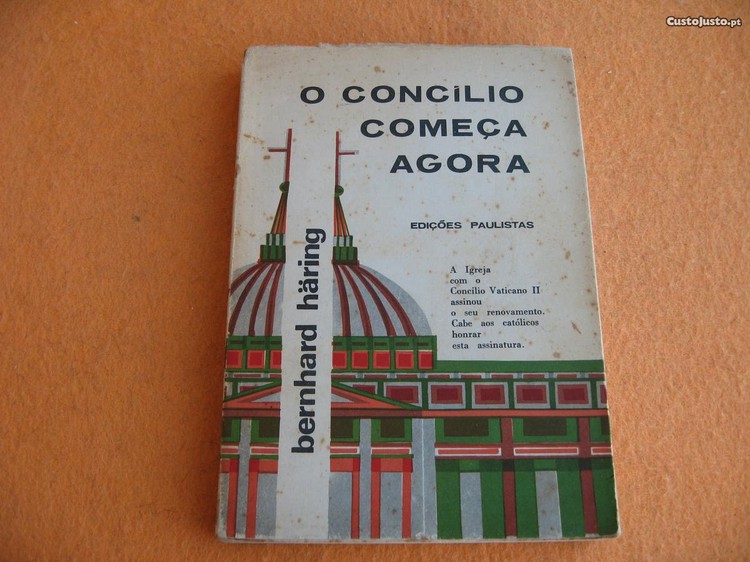 CustoJusto.pt
O CONCÍLIO
COMEÇA
AGORA
EDIÇÕES PAULISTAS
A Igreja
com o
Concílio Vaticano II
assinou
o seu renovamento.
Cabe aos católicos
honrar
esta assinatura.
bernhard häring